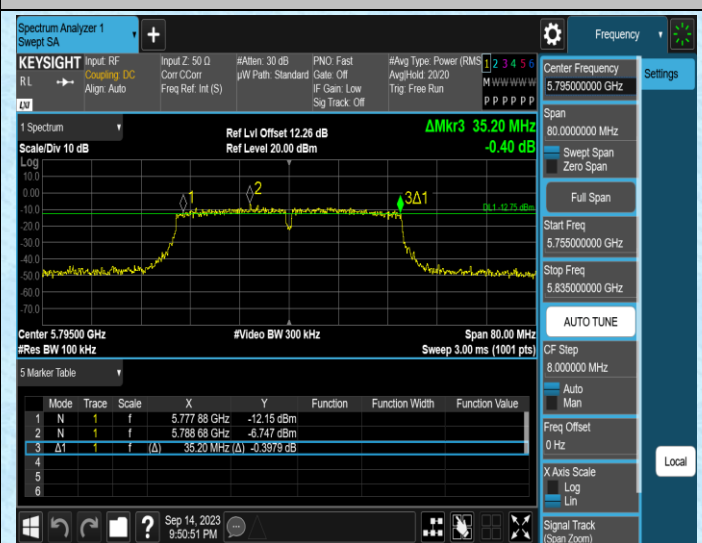 Spectrum Analyzer 1
Swept SA
+
Frequency
KEYSIGHT
RL
Input: RF
Coupling: DC
Align: Auto
Input Z: 50 Ω
Corr CCorr
Freq Ref: Int (S)
#Atten: 30 dB
µW Path: Standard
PNO: Fast
Gate: Off
IF Gain: Low
Sig Track: Off
#Avg Type: Power (RMS
Avg|Hold: 20/20
Trig: Free Run
1 2 3 4 5 6
M W W W W W
P P P P P P
LXI
1 Spectrum
Scale/Div 10 dB
Ref Lvl Offset 12.26 dB
Ref Level 20.00 dBm
ΔMkr3 35.20 MHz
-0.40 dB
Log
10.0
0.00
-10.0
-20.0
-30.0
-40.0
-50.0
-60.0
-70.0
1
2
3Δ1
DL1 -12.75 dBm
Center 5.79500 GHz
#Res BW 100 kHz
#Video BW 300 kHz
Span 80.00 MHz
Sweep 3.00 ms (1001 pts)
5 Marker Table
Mode Trace Scale X Y Function Function Width Function Value
1 N 1 f 5.777 88 GHz -12.15 dBm
2 N 1 f 5.788 68 GHz -6.747 dBm
3 Δ1 1 f (Δ) 35.20 MHz (Δ) -0.3979 dB
4
5
6
Sep 14, 2023
9:50:51 PM
?
Center Frequency
5.795000000 GHz
Span
80.0000000 MHz
Swept Span
Zero Span
Full Span
Start Freq
5.755000000 GHz
Stop Freq
5.835000000 GHz
AUTO TUNE
CF Step
8.000000 MHz
Auto
Man
Freq Offset
0 Hz
X Axis Scale
Log
Lin
Signal Track
(Span Zoom)
Settings
Local